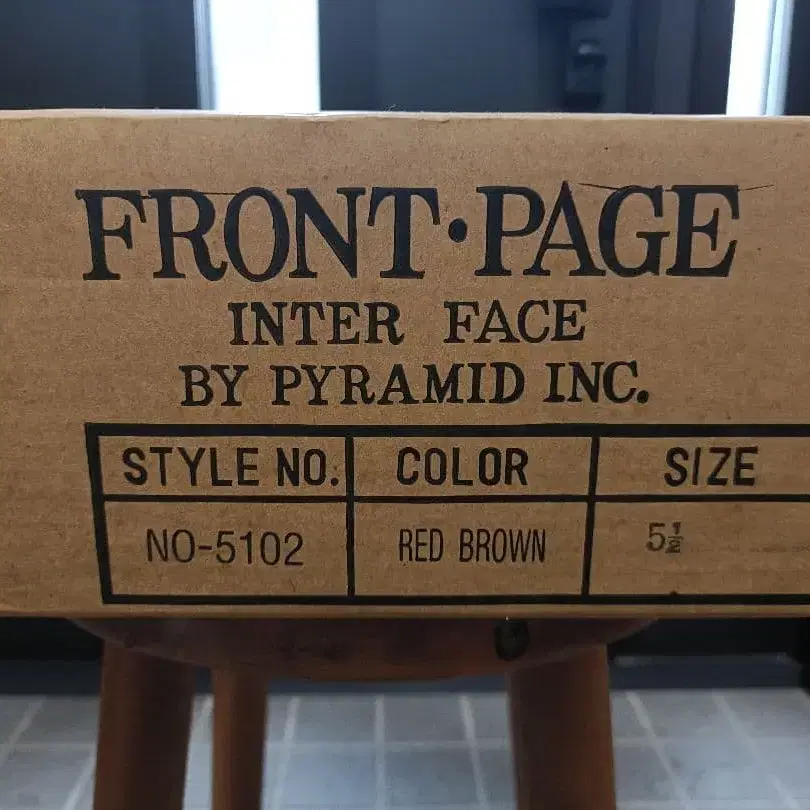 FRONT·PAGE
INTER FACE
BY PYRAMID INC.
STYLE NO. COLOR SIZE
NO-5102 RED BROWN 5½